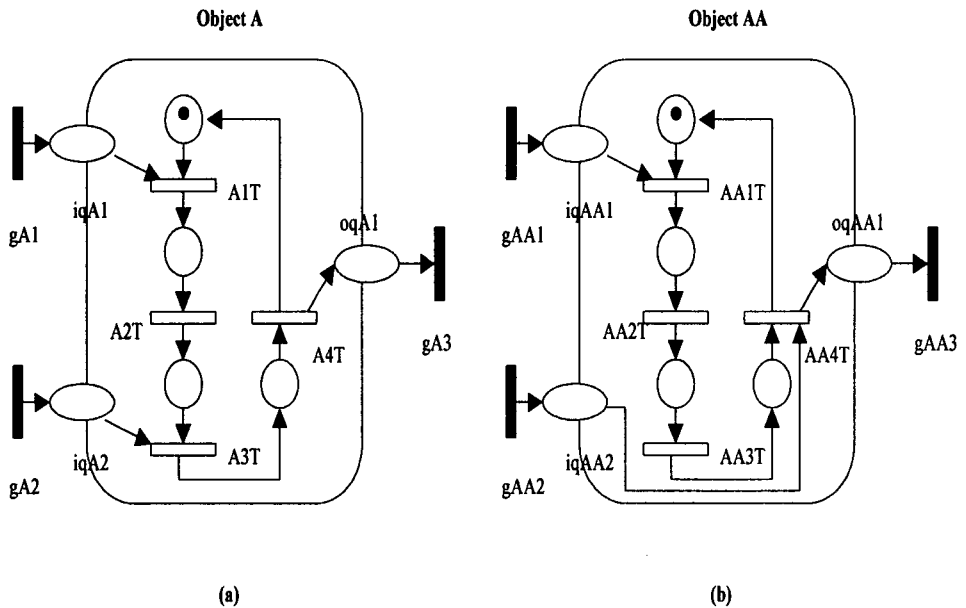 Object A
Object AA
A1T
iqA1
gA1
oqA1
A2T
A4T
gA3
iqA2
A3T
gA2
AA1T
iqAA1
gAA1
oqAA1
AA2T
AA4T
gAA3
iqAA2
AA3T
gAA2
(a)
(b)